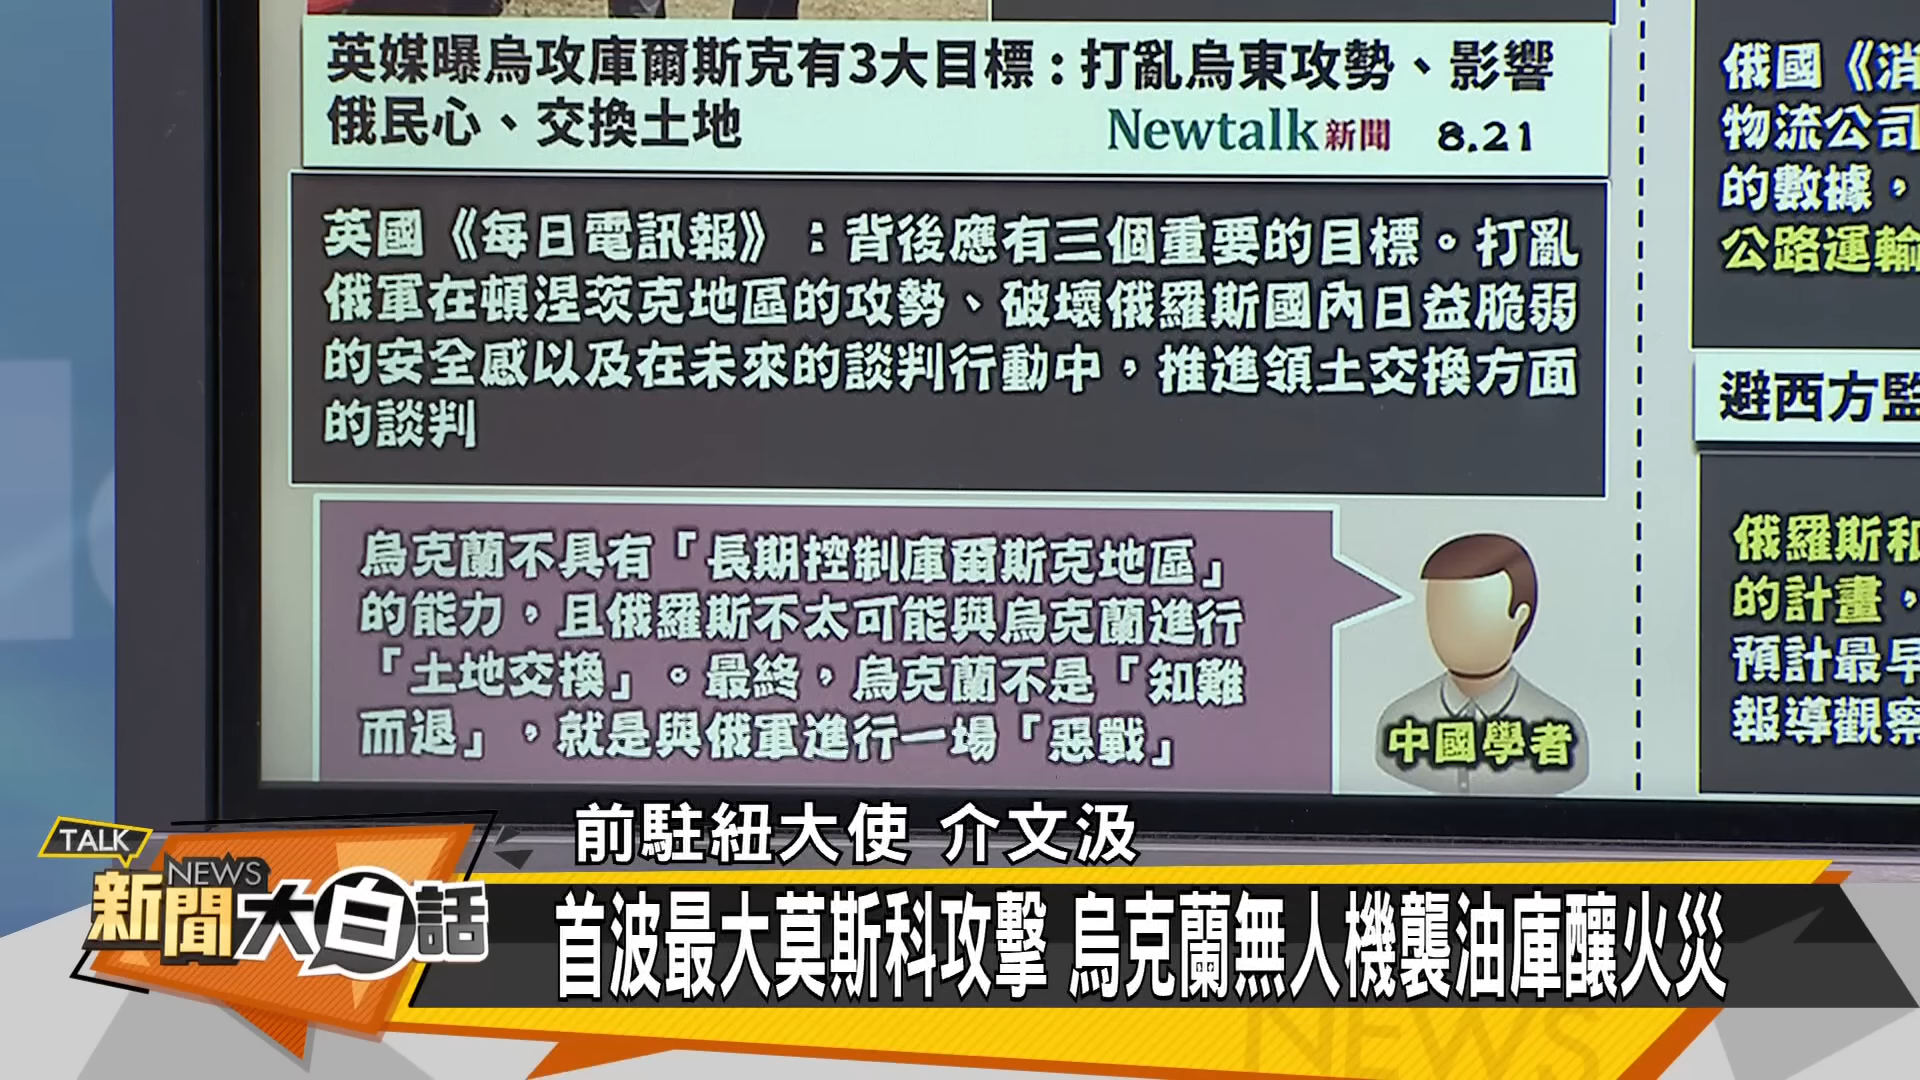 英媒曝烏攻庫爾斯克有3大目標：打亂烏東攻勢、影響
俄民心、交換土地
Newtalk新聞 8.21
英國《每日電訊報》：背後應有三個重要的目標。打亂
俄軍在頓涅茨克地區的攻勢、破壞俄羅斯國內日益脆弱
的安全感以及在未來的談判行動中，推進領土交換方面
的談判
烏克蘭不具有「長期控制庫爾斯克地區」
的能力，且俄羅斯不太可能與烏克蘭進行
「土地交換」。最終，烏克蘭不是「知難
而退」，就是與俄軍進行一場「惡戰」
中國學者
俄國《消
物流公司
的數據，
公路運輸
避西方監
俄羅斯和
的計畫，
預計最早
報導觀察
前駐紐大使 介文汲
TALK
NEWS
新聞大白話
首波最大莫斯科攻擊 烏克蘭無人機襲油庫釀火災
NEWS